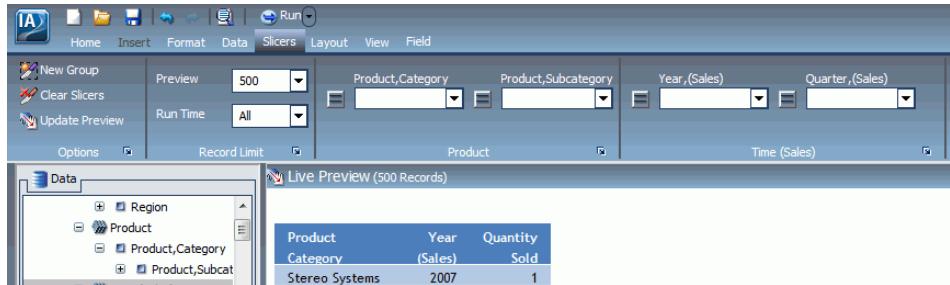 IA
Run
Home Insert Format Data Slicers Layout View Field
New Group
Clear Slicers
Update Preview
Options
Preview 500
Run Time All
Record Limit
Product,Category Product,Subcategory
Product
Year,(Sales) Quarter,(Sales)
Time (Sales)
Data
Region
Product
Product,Category
Product,Subcat
Live Preview (500 Records)
Product Year Quantity
Category (Sales) Sold
Stereo Systems 2007 1